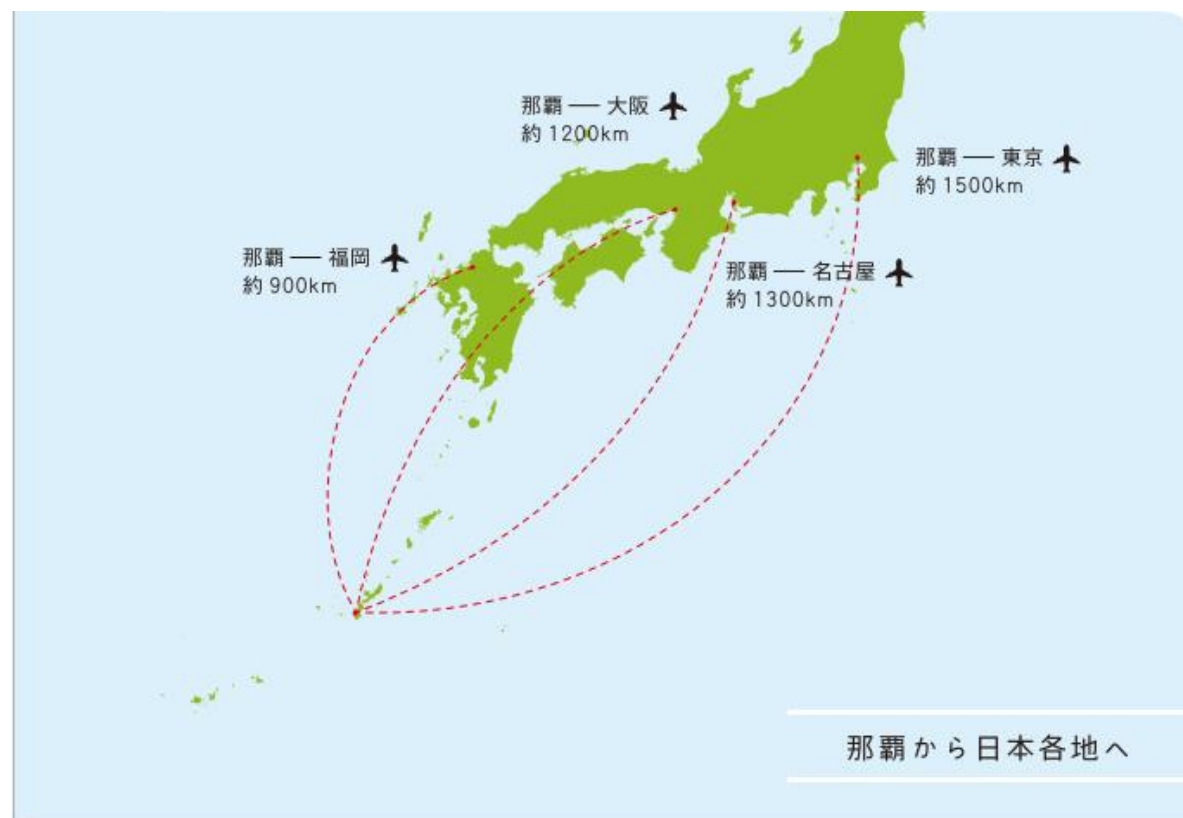 那覇 ― 大阪
約 1200km
那覇 ― 東京
約 1500km
那覇 ― 福岡
約 900km
那覇 ― 名古屋
約 1300km
那覇から日本各地へ